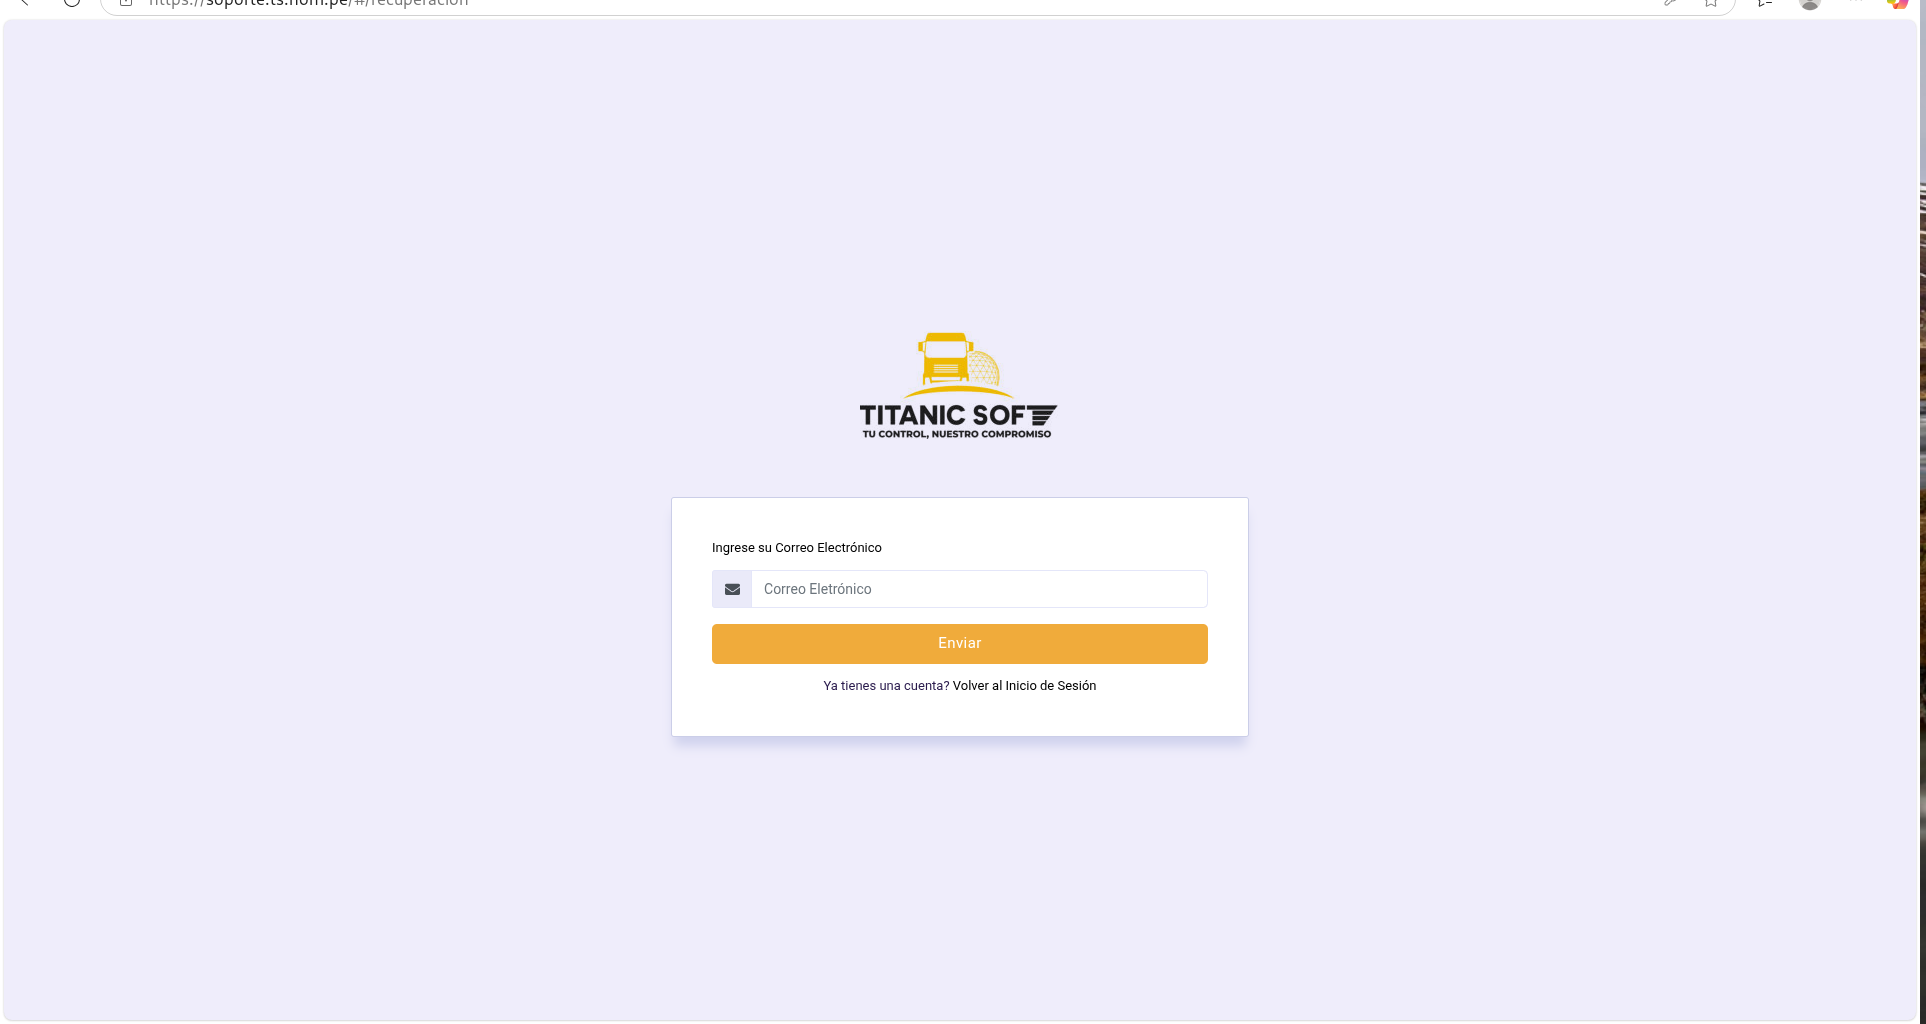 https://soporte.ts.nom.pe/#/recuperacion
TITANIC SOFT
TU CONTROL, NUESTRO COMPROMISO
Ingrese su Correo Electrónico
Correo Eletrónico
Enviar
Ya tienes una cuenta? Volver al Inicio de Sesión